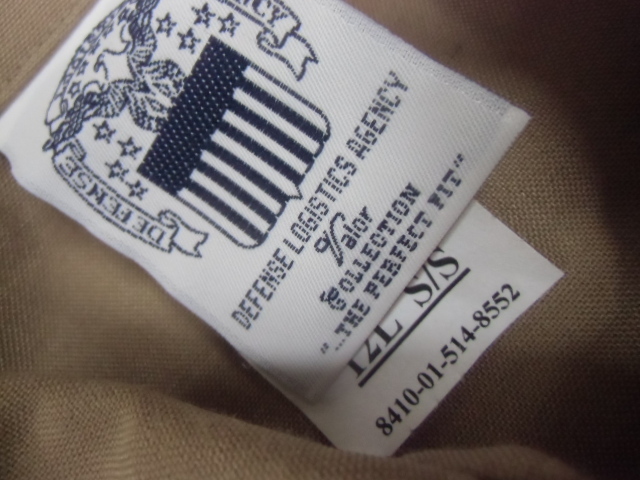 DEFENSE
NCY
DEFENSE LOGISTICS AGENCY
Valor
COLLECTION
"...THE PERFECT FIT"
12L S/S
8410-01-514-8552